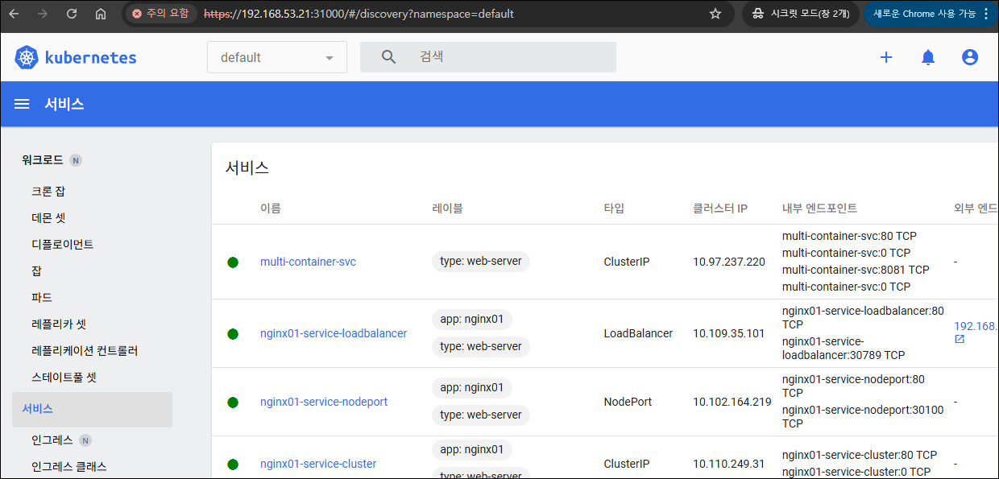 주의 요함 https://192.168.53.21:31000/#/discovery?namespace=default 시크릿 모드(창 2개) 새로운 Chrome 사용 가능
kubernetes default 검색
서비스
워크로드 N
크론 잡
데몬 셋
디플로이먼트
잡
파드
레플리카 셋
레플리케이션 컨트롤러
스테이트풀 셋
서비스
인그레스 N
인그레스 클래스
서비스
이름 레이블 타입 클러스터 IP 내부 엔드포인트 외부 엔드
multi-container-svc type: web-server ClusterIP 10.97.237.220
multi-container-svc:80 TCP
multi-container-svc:0 TCP
multi-container-svc:8081 TCP
multi-container-svc:0 TCP
-
nginx01-service-loadbalancer
app: nginx01
type: web-server
LoadBalancer 10.109.35.101
nginx01-service-loadbalancer:80
TCP
nginx01-service-
loadbalancer:30789 TCP
192.168.
nginx01-service-nodeport
app: nginx01
type: web-server
NodePort 10.102.164.219
nginx01-service-nodeport:80
TCP
nginx01-service-nodeport:30100
TCP
-
nginx01-service-cluster
app: nginx01
type: web-server
ClusterIP 10.110.249.31
nginx01-service-cluster:80 TCP
nginx01-service-cluster:0 TCP
-